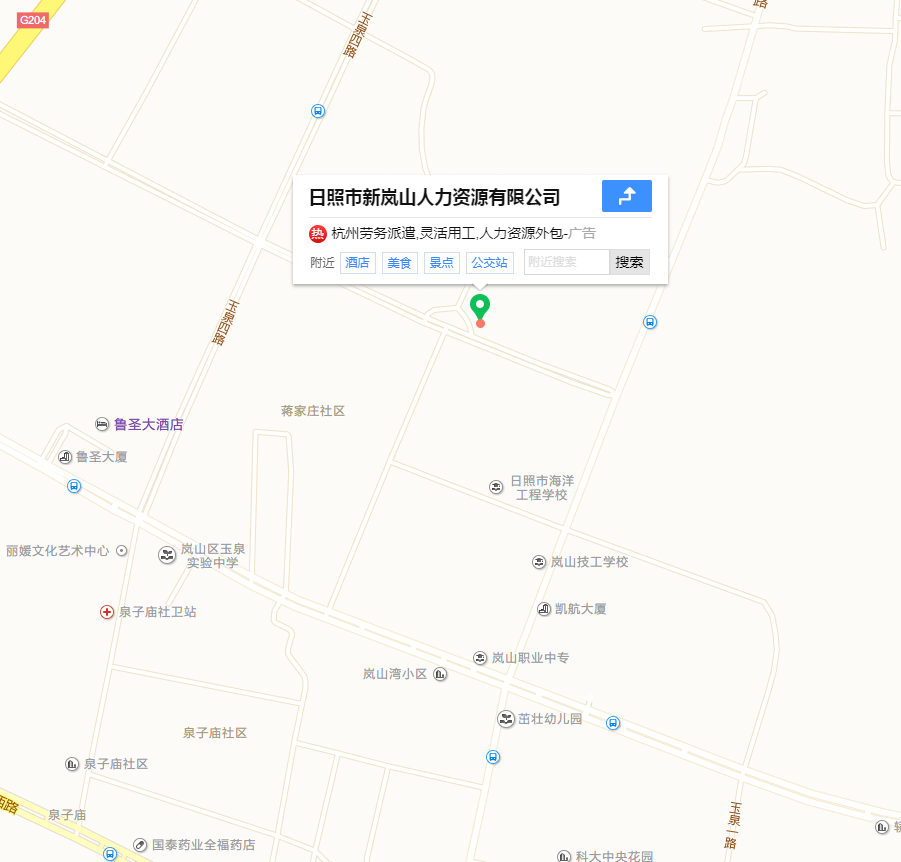 G204
玉泉四路
路
日照市新岚山人力资源有限公司
热 杭州劳务派遣,灵活用工,人力资源外包-广告
附近 酒店 美食 景点 公交站 附近搜索 搜索
玉泉四路
蒋家庄社区
鲁圣大酒店
鲁圣大厦
日照市海洋
工程学校
丽媛文化艺术中心
岚山区玉泉
实验中学
岚山技工学校
泉子庙社卫站
凯航大厦
岚山职业中专
岚山湾小区
茁壮幼儿园
泉子庙社区
泉子庙社区
西路
泉子庙
玉泉一路
国泰药业全福药店
科大中央花园